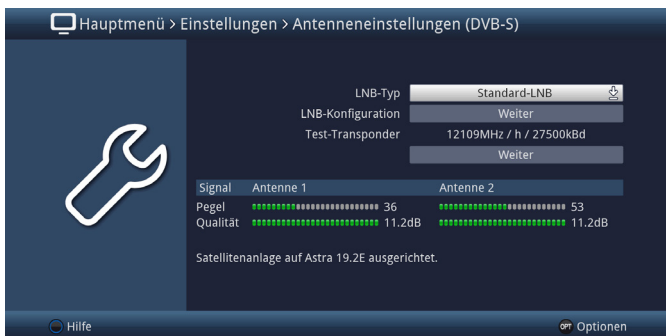 Hauptmenü > Einstellungen > Antenneneinstellungen (DVB-S)
LNB-Typ Standard-LNB
LNB-Konfiguration Weiter
Test-Transponder 12109MHz / h / 27500kBd
Weiter
Signal Antenne 1 Antenne 2
Pegel 36 53
Qualität 11.2dB 11.2dB
Satellitenanlage auf Astra 19.2E ausgerichtet.
Hilfe OPT Optionen